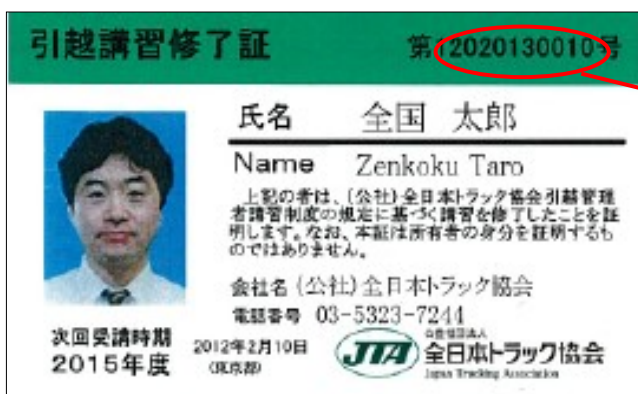 引越講習修了証 第12020130010号
氏名 全国 太郎
Name Zenkoku Taro
上記の者は、(公社)全日本トラック協会引越管理
者講習制度の規定に基づく講習を修了したことを証
明します。なお、本証は所有者の身分を証明するも
のではありません。
会社名 (公社)全日本トラック協会
電話番号 03-5323-7244
次回受講時期
2015年度
2012年2月10日
(東京都)
JTA
公益社団法人
全日本トラック協会
Japan Trucking Association